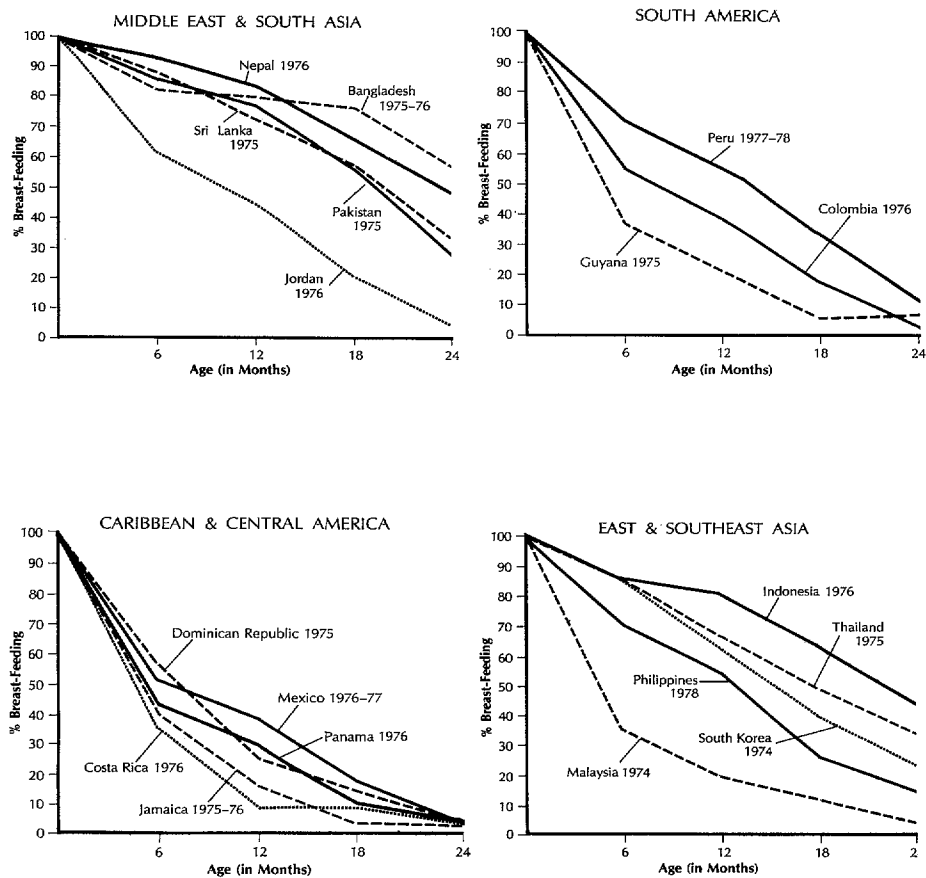 MIDDLE EAST & SOUTH ASIA
% Breast-Feeding
100
90
80
70
60
50
40
30
20
10
0
Nepal 1976
Bangladesh
1975–76
Sri Lanka
1975
Pakistan
1975
Jordan
1976
6
12
18
24
Age (in Months)
SOUTH AMERICA
% Breast-Feeding
100
90
80
70
60
50
40
30
20
10
0
Peru 1977–78
Colombia 1976
Guyana 1975
6
12
18
24
Age (in Months)
CARIBBEAN & CENTRAL AMERICA
% Breast-Feeding
100
90
80
70
60
50
40
30
20
10
0
Dominican Republic 1975
Mexico 1976–77
Panama 1976
Costa Rica 1976
Jamaica 1975–76
6
12
18
24
Age (in Months)
EAST & SOUTHEAST ASIA
% Breast-Feeding
100
90
80
70
60
50
40
30
20
10
0
Indonesia 1976
Thailand
1975
Philippines
1978
South Korea
1974
Malaysia 1974
6
12
18
Age (in Months)